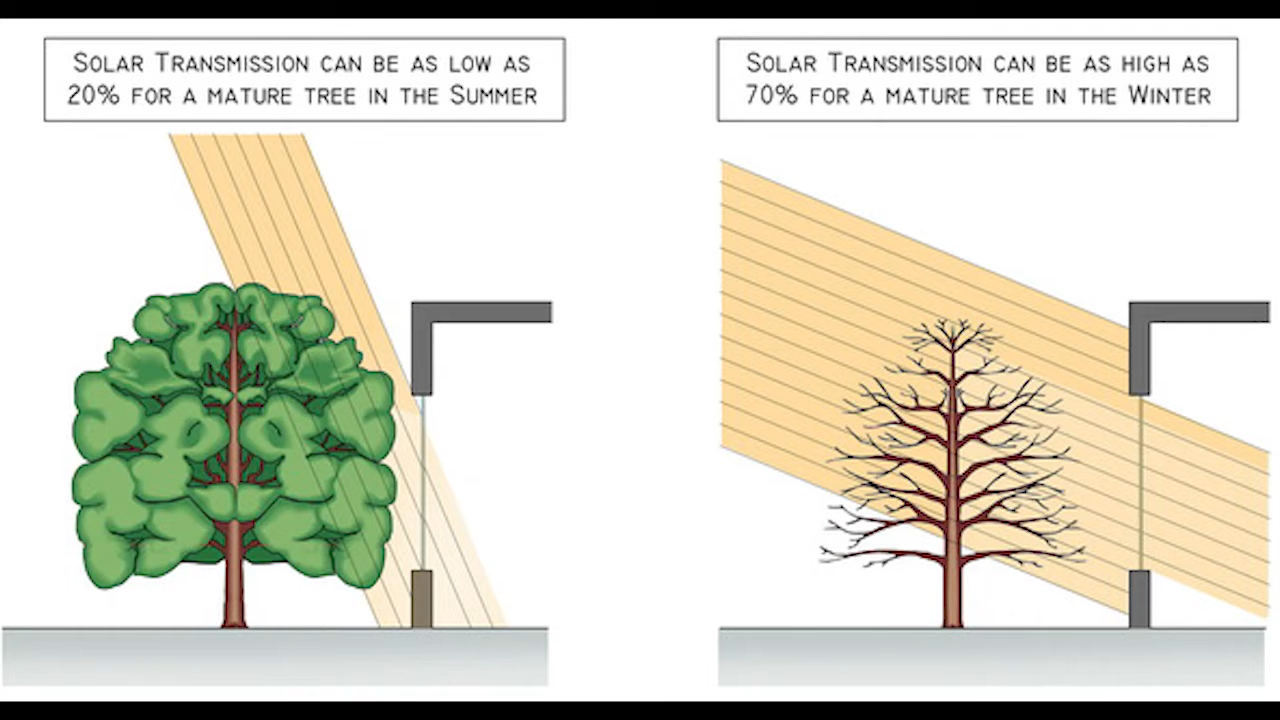 Solar Transmission can be as low as
20% for a mature tree in the Summer
Solar Transmission can be as high as
70% for a mature tree in the Winter